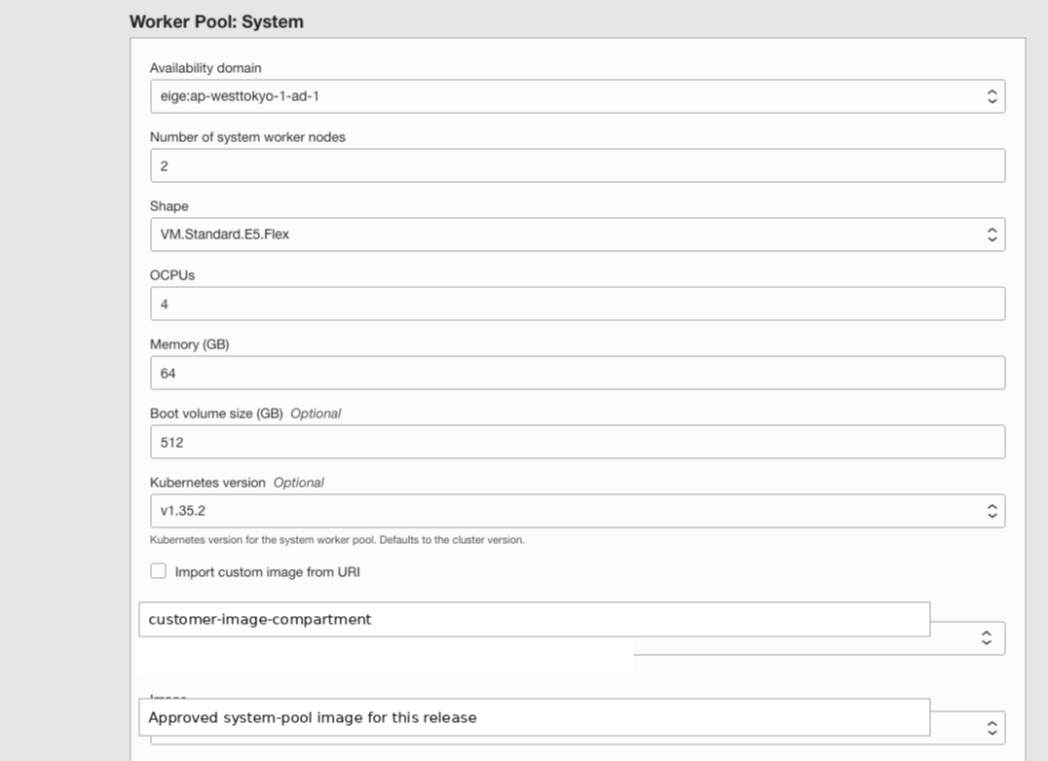 Worker Pool: System
Availability domain
eige:ap-westtokyo-1-ad-1
Number of system worker nodes
2
Shape
VM.Standard.E5.Flex
OCPUs
4
Memory (GB)
64
Boot volume size (GB) Optional
512
Kubernetes version Optional
v1.35.2
Kubernetes version for the system worker pool. Defaults to the cluster version.
Import custom image from URI
customer-image-compartment
Approved system-pool image for this release